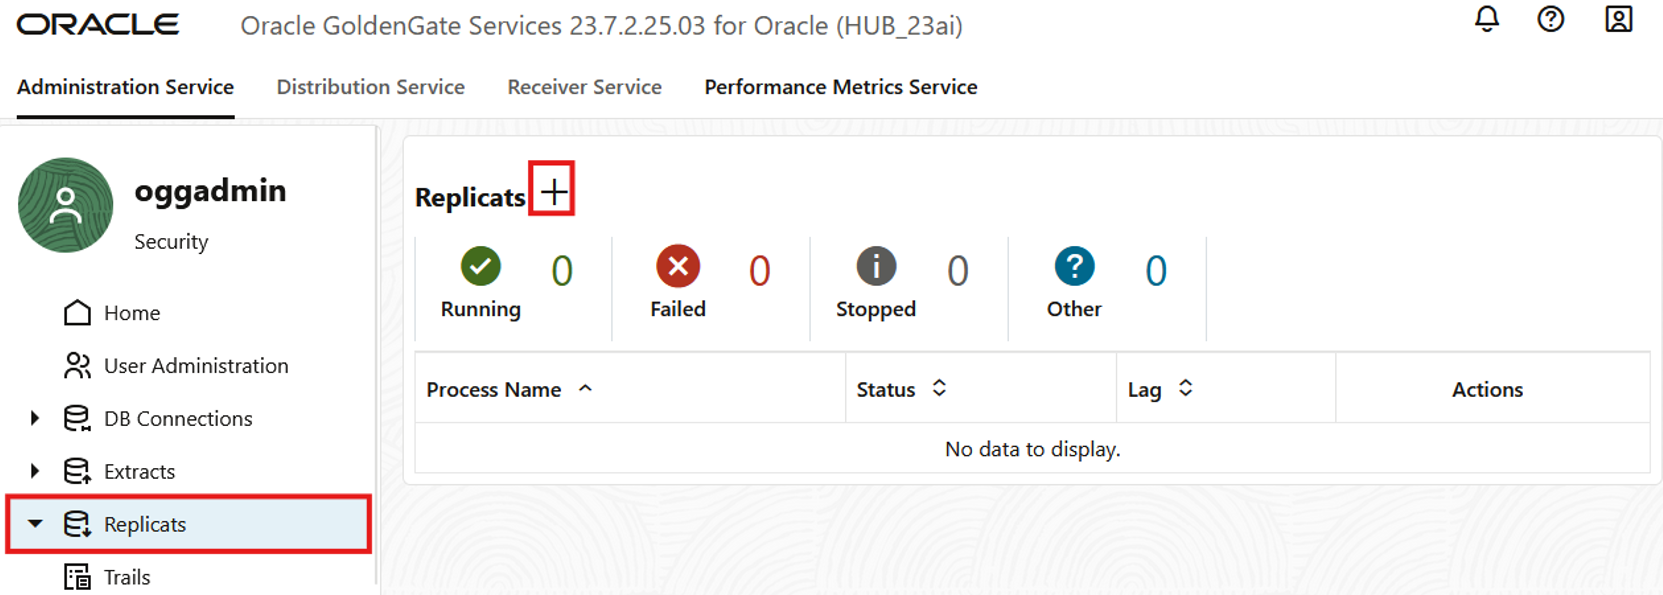 ORACLE Oracle GoldenGate Services 23.7.2.25.03 for Oracle (HUB_23ai)
Administration Service Distribution Service Receiver Service Performance Metrics Service
oggadmin
Security
Home
User Administration
DB Connections
Extracts
Replicats
Trails
Replicats
0 0 0 0
Running Failed Stopped Other
Process Name Status Lag Actions
No data to display.